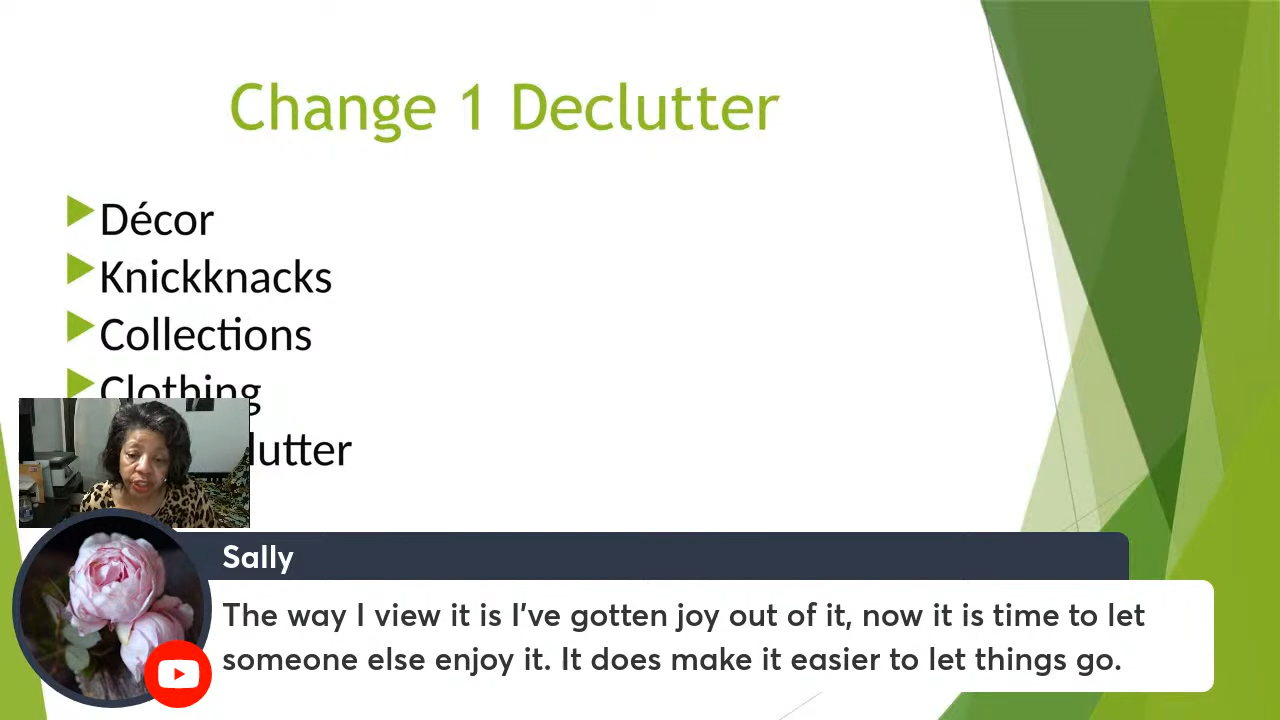 Change 1 Declutter
Décor
Knickknacks
Collections
Clothing
lutter
Sally
The way I view it is I've gotten joy out of it, now it is time to let
someone else enjoy it. It does make it easier to let things go.